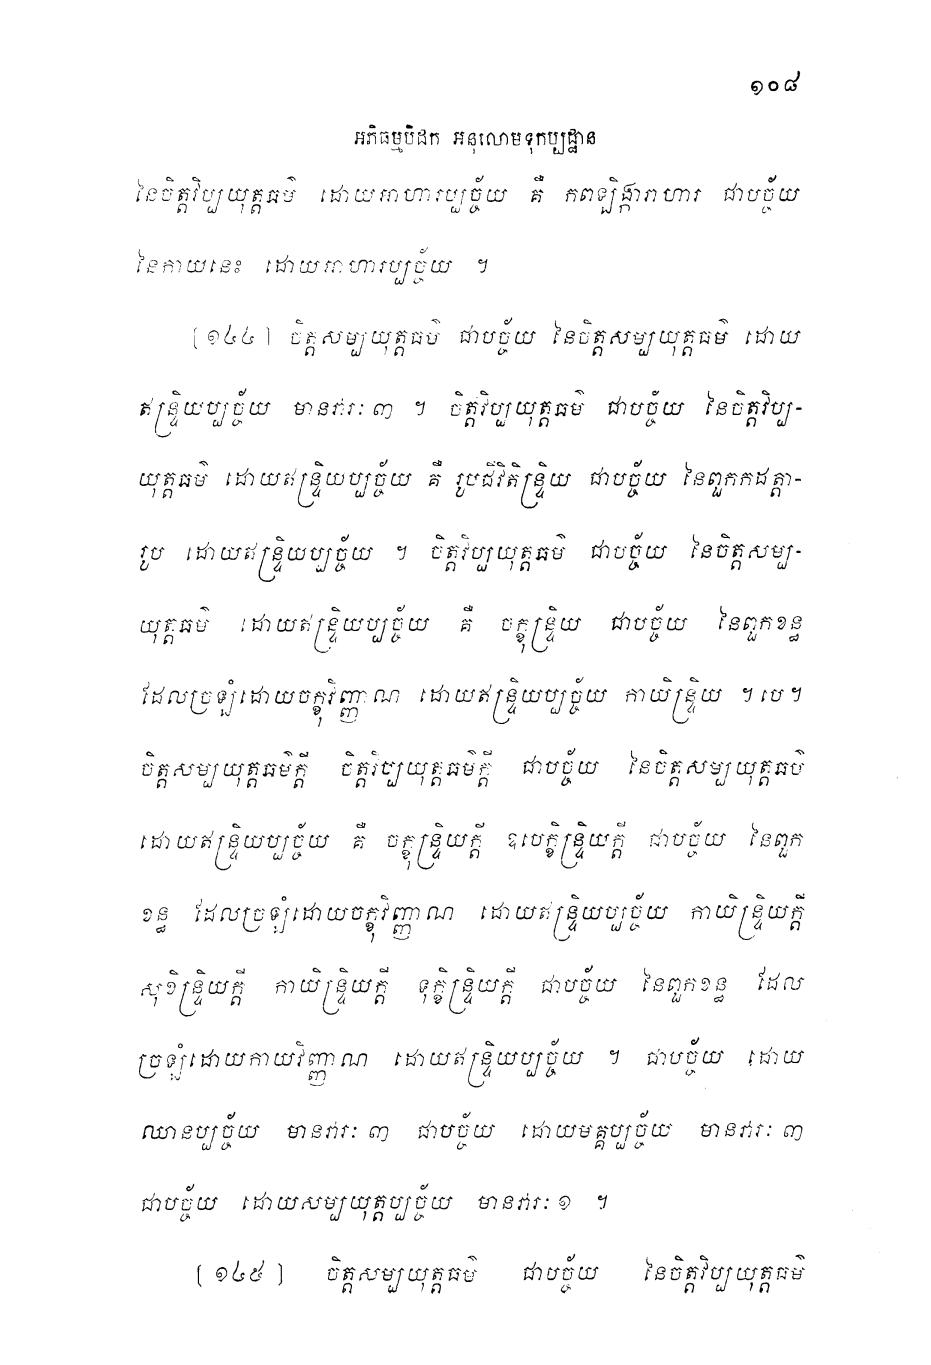 ១០៨
អភិធម្មបិដក អនុលោមទុកប្បដ្ឋាន
នៃចិត្តវិប្បយុត្តធម៌ ដោយអាហារប្បច្ច័យ គឺ កពឡិង្ការាហារ ជាបច្ច័យ
នៃកាយនេះ ដោយអាហារប្បច្ច័យ ។
[១៤៤] ចិត្តសម្បយុត្តធម៌ ជាបច្ច័យ នៃចិត្តសម្បយុត្តធម៌ ដោយ
ឥន្ទ្រិយប្បច្ច័យ មានវារៈ ៣ ។ ចិត្តវិប្បយុត្តធម៌ ជាបច្ច័យ នៃចិត្តវិប្ប-
យុត្តធម៌ ដោយឥន្ទ្រិយប្បច្ច័យ គឺ រូបជីវិតិន្ទ្រិយ ជាបច្ច័យ នៃពួកកដត្តា-
រូប ដោយឥន្ទ្រិយប្បច្ច័យ ។ ចិត្តវិប្បយុត្តធម៌ ជាបច្ច័យ នៃចិត្តសម្ប-
យុត្តធម៌ ដោយឥន្ទ្រិយប្បច្ច័យ គឺ ចក្ខុន្ទ្រិយ ជាបច្ច័យ នៃពួកខន្ធ
ដែលច្រឡំដោយចក្ខុវិញ្ញាណ ដោយឥន្ទ្រិយប្បច្ច័យ កាយិន្ទ្រិយ ។ បេ ។
ចិត្តសម្បយុត្តធម៌ក្តី ចិត្តវិប្បយុត្តធម៌ក្តី ជាបច្ច័យ នៃចិត្តសម្បយុត្តធម៌
ដោយឥន្ទ្រិយប្បច្ច័យ គឺ ចក្ខុន្ទ្រិយក្តី ឧបេក្ខិន្ទ្រិយក្តី ជាបច្ច័យ នៃពួក
ខន្ធ ដែលច្រឡំដោយចក្ខុវិញ្ញាណ ដោយឥន្ទ្រិយប្បច្ច័យ កាយិន្ទ្រិយក្តី
សុខិន្ទ្រិយក្តី កាយិន្ទ្រិយក្តី ទុក្ខិន្ទ្រិយក្តី ជាបច្ច័យ នៃពួកខន្ធ ដែល
ច្រឡំដោយកាយវិញ្ញាណ ដោយឥន្ទ្រិយប្បច្ច័យ ។ ជាបច្ច័យ ដោយ
ឈានប្បច្ច័យ មានវារៈ ៣ ជាបច្ច័យ ដោយមគ្គប្បច្ច័យ មានវារៈ ៣
ជាបច្ច័យ ដោយសម្បយុត្តប្បច្ច័យ មានវារៈ ១ ។
[១៤៥] ចិត្តសម្បយុត្តធម៌ ជាបច្ច័យ នៃចិត្តវិប្បយុត្តធម៌